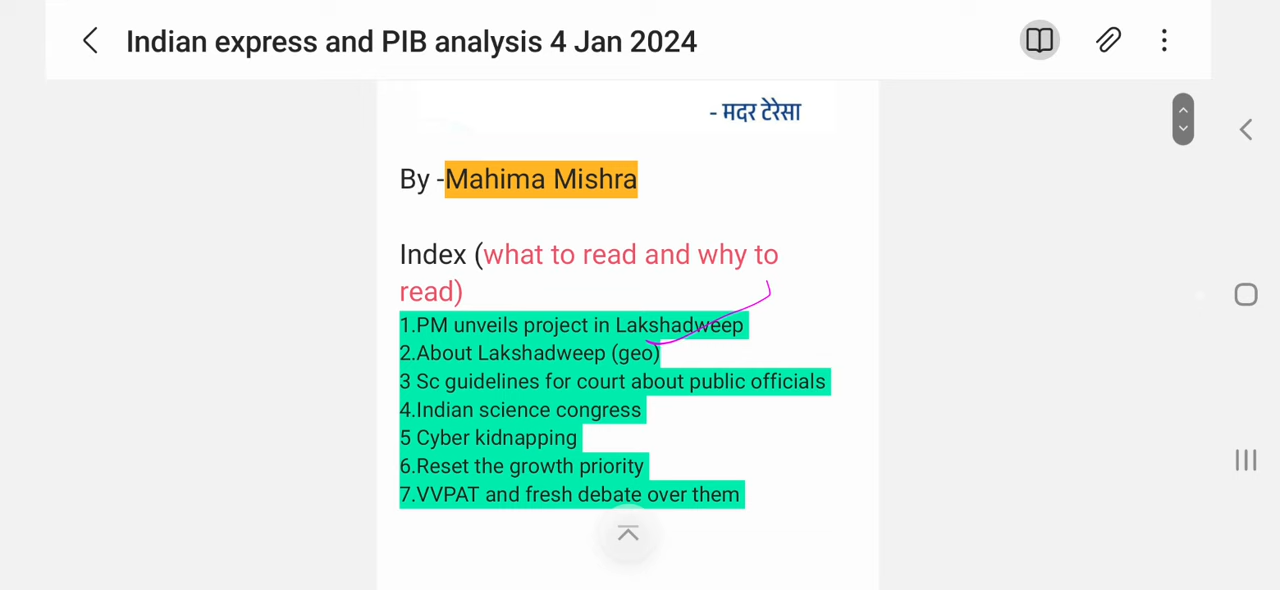 Indian express and PIB analysis 4 Jan 2024
- मदर टेरेसा
By -Mahima Mishra
Index (what to read and why to
read)
1.PM unveils project in Lakshadweep
2.About Lakshadweep (geo)
3 Sc guidelines for court about public officials
4.Indian science congress
5 Cyber kidnapping
6.Reset the growth priority
7.VVPAT and fresh debate over them